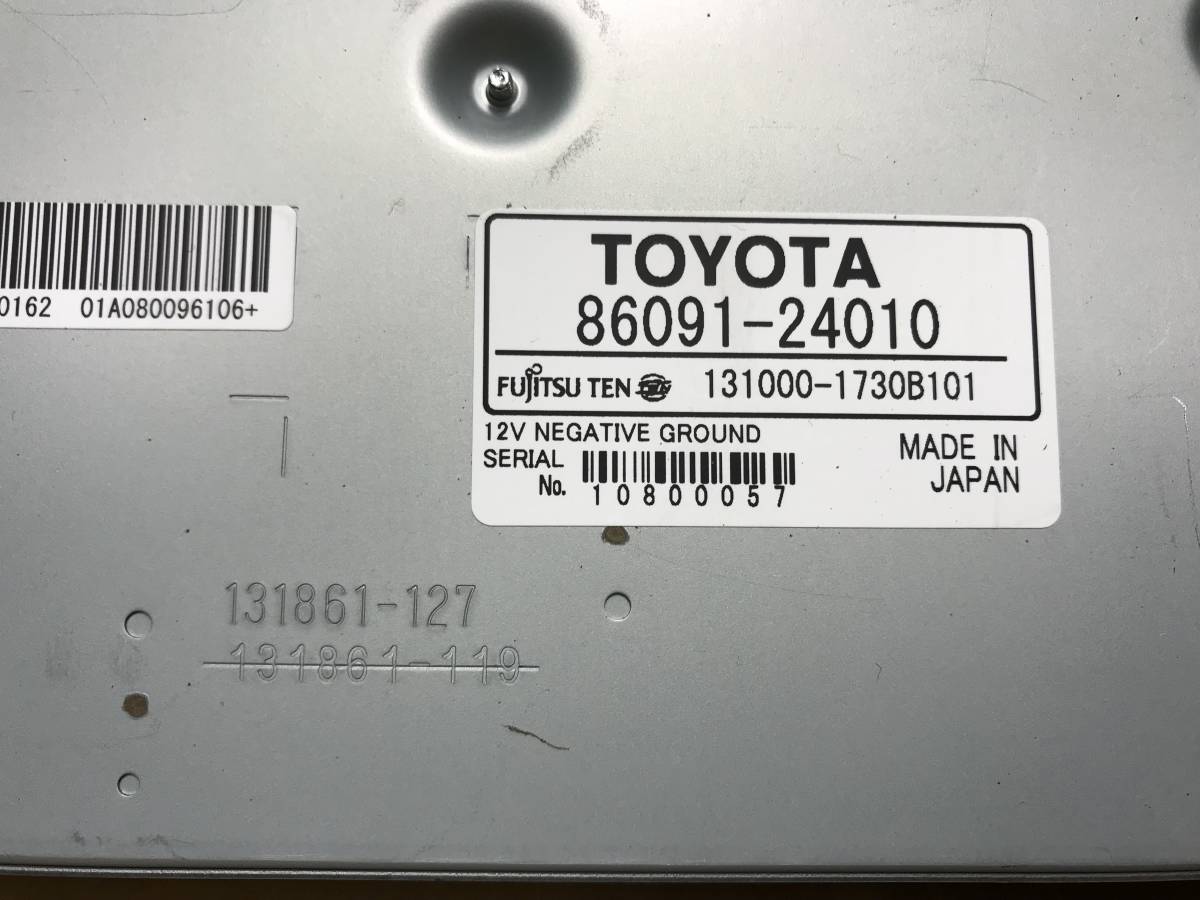 TOYOTA
86091-24010
FUJITSU TEN TEN 131000-1730B101
12V NEGATIVE GROUND
SERIAL No. 10800057
MADE IN JAPAN
0162 01A080096106+
131861-127
131861-119